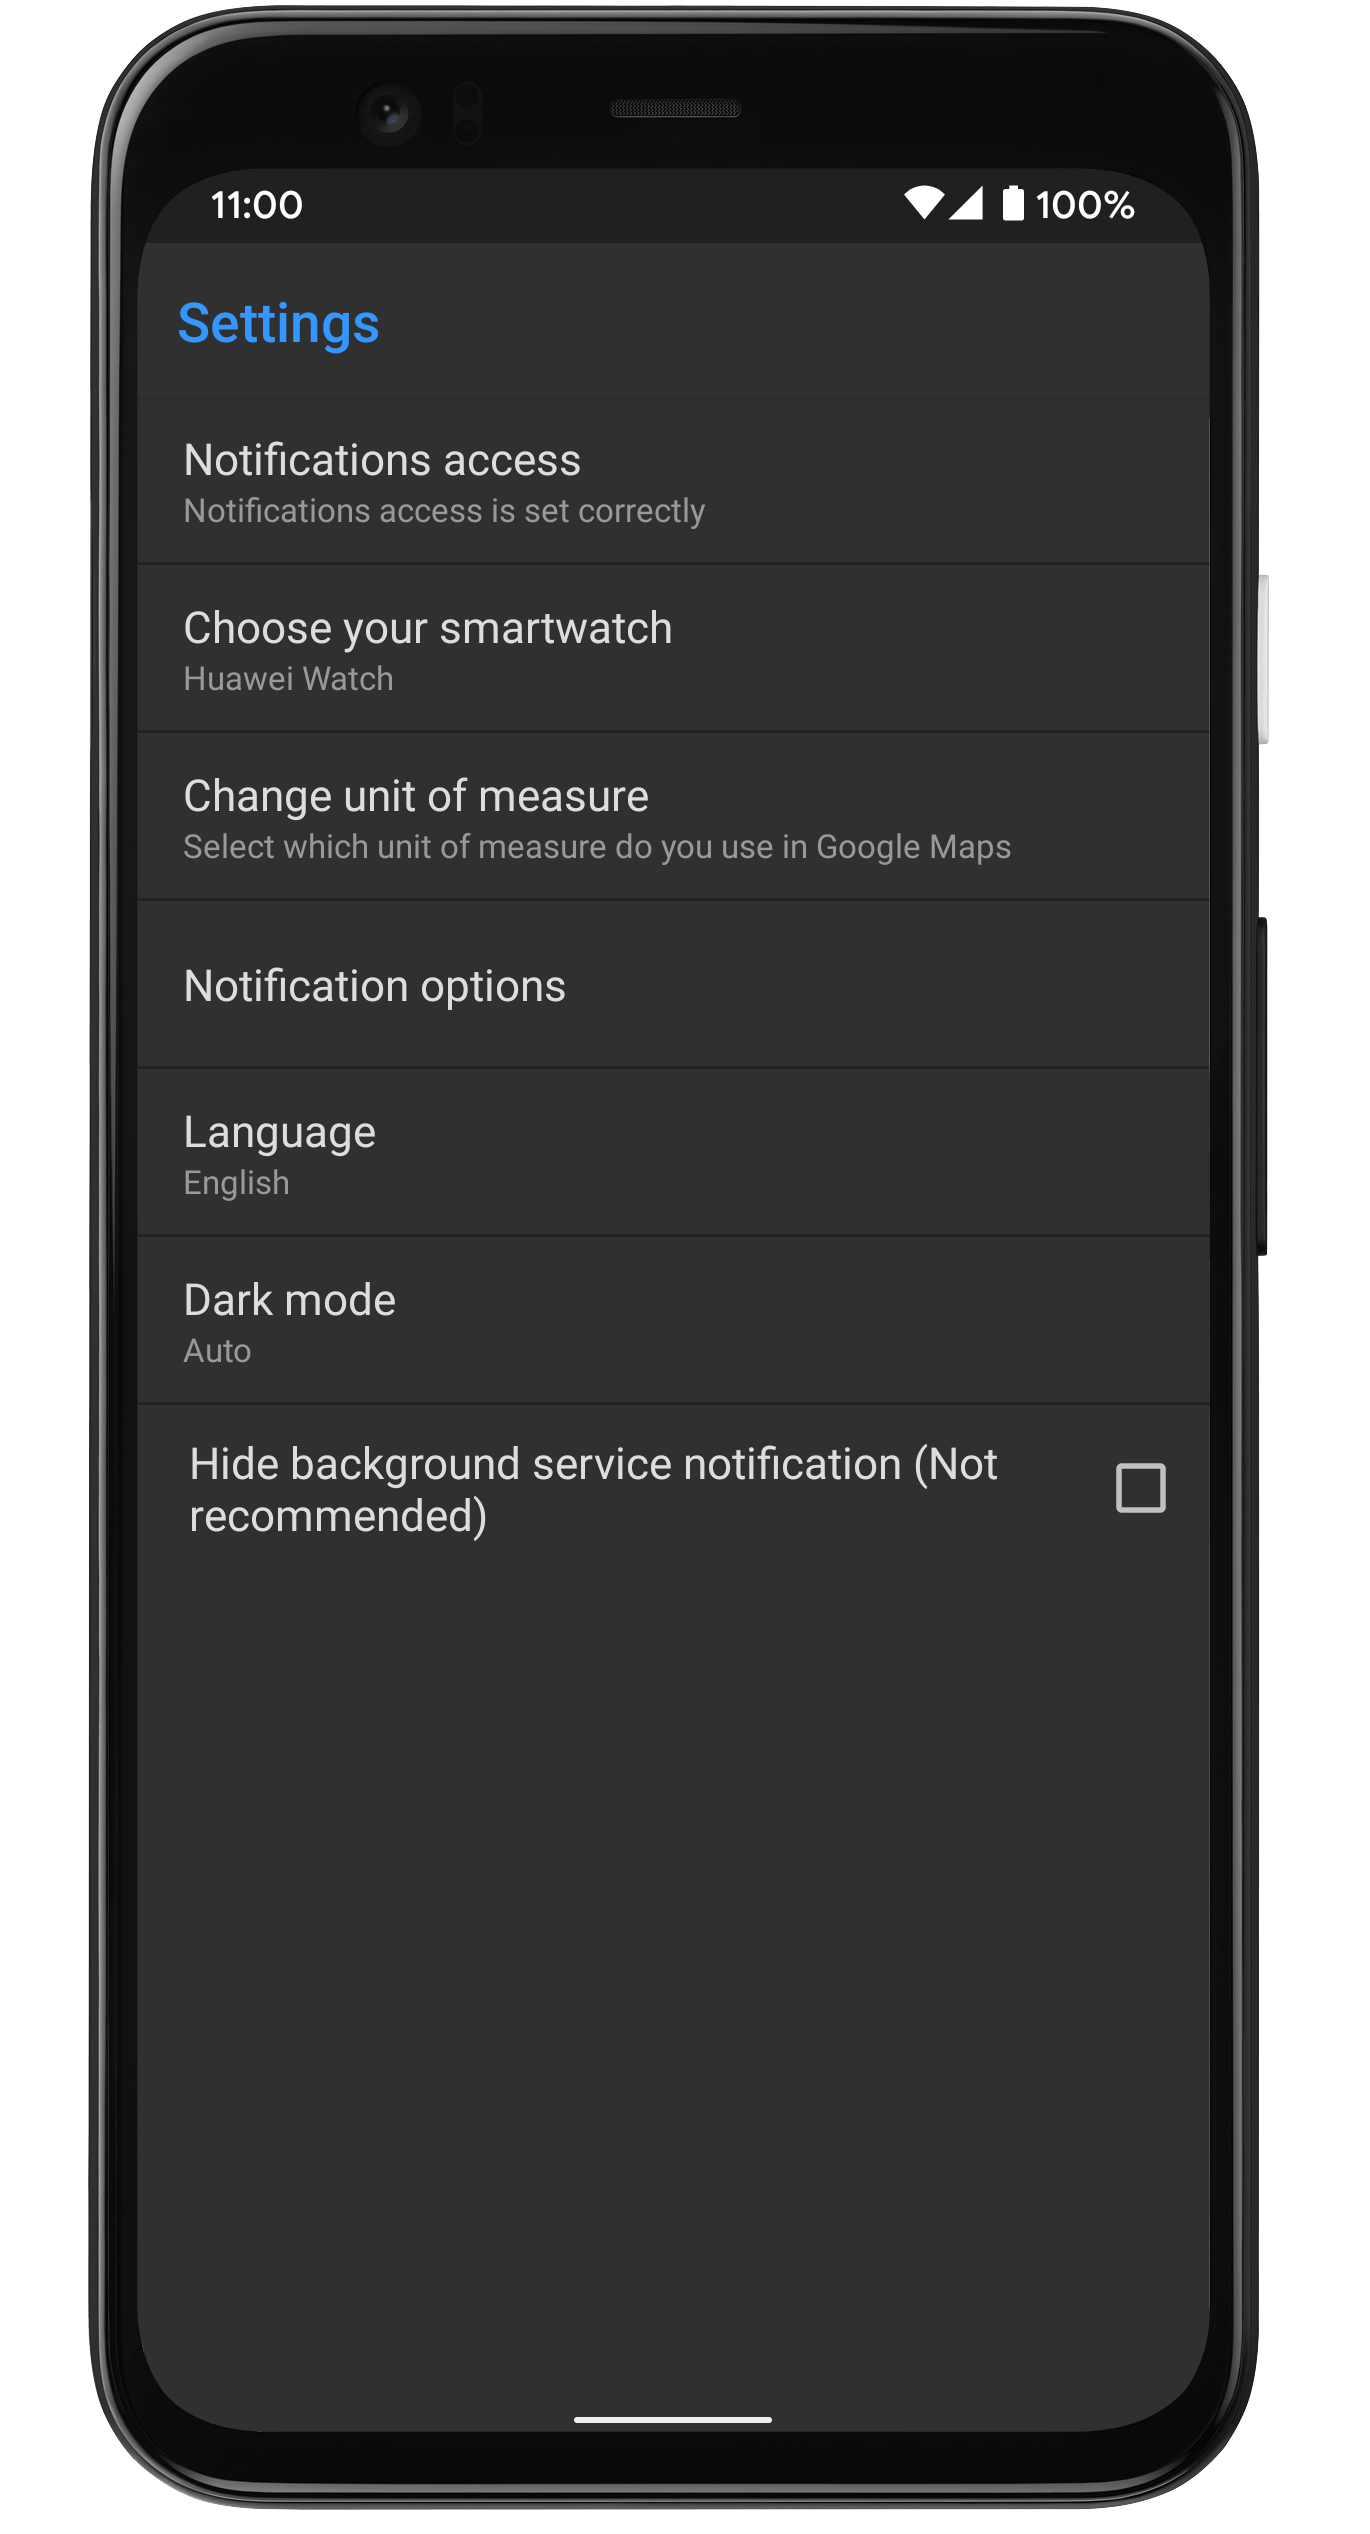 11:00 100%
Settings
Notifications access
Notifications access is set correctly
Choose your smartwatch
Huawei Watch
Change unit of measure
Select which unit of measure do you use in Google Maps
Notification options
Language
English
Dark mode
Auto
Hide background service notification (Not
recommended)